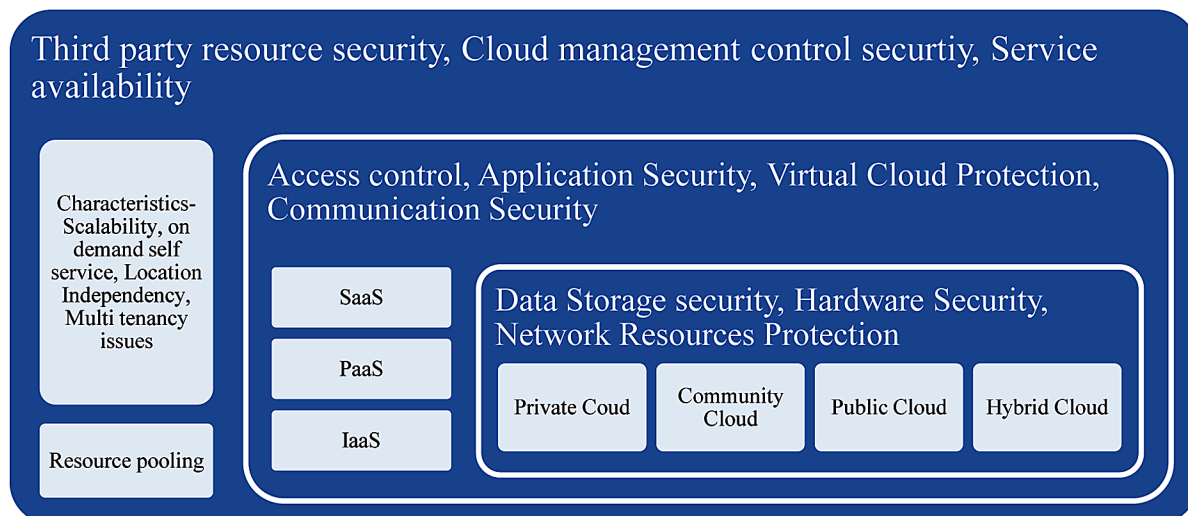 Third party resource security, Cloud management control securtiy, Service
availability
Characteristics-
Scalability, on
demand self
service, Location
Independency,
Multi tenancy
issues
Resource pooling
Access control, Application Security, Virtual Cloud Protection,
Communication Security
SaaS
PaaS
IaaS
Data Storage security, Hardware Security,
Network Resources Protection
Private Coud
Community
Cloud
Public Cloud
Hybrid Cloud